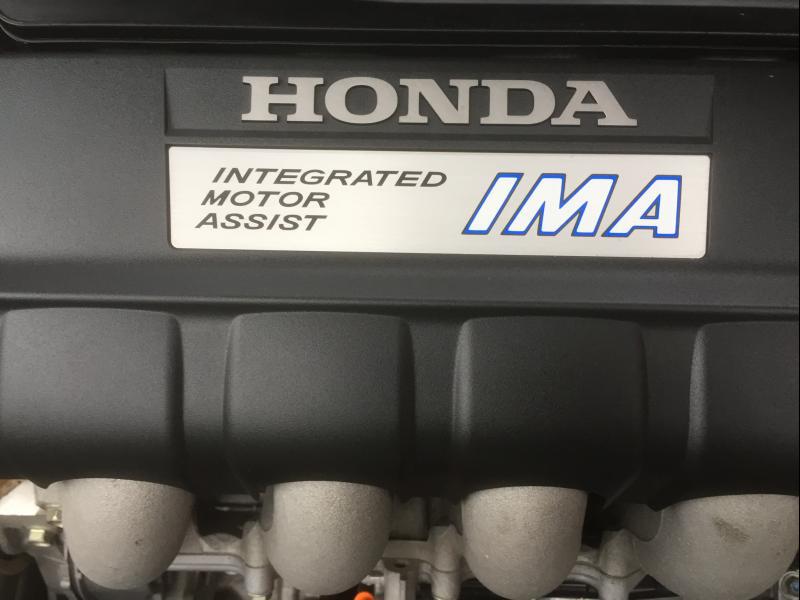 HONDA
INTEGRATED
MOTOR
ASSIST
IMA